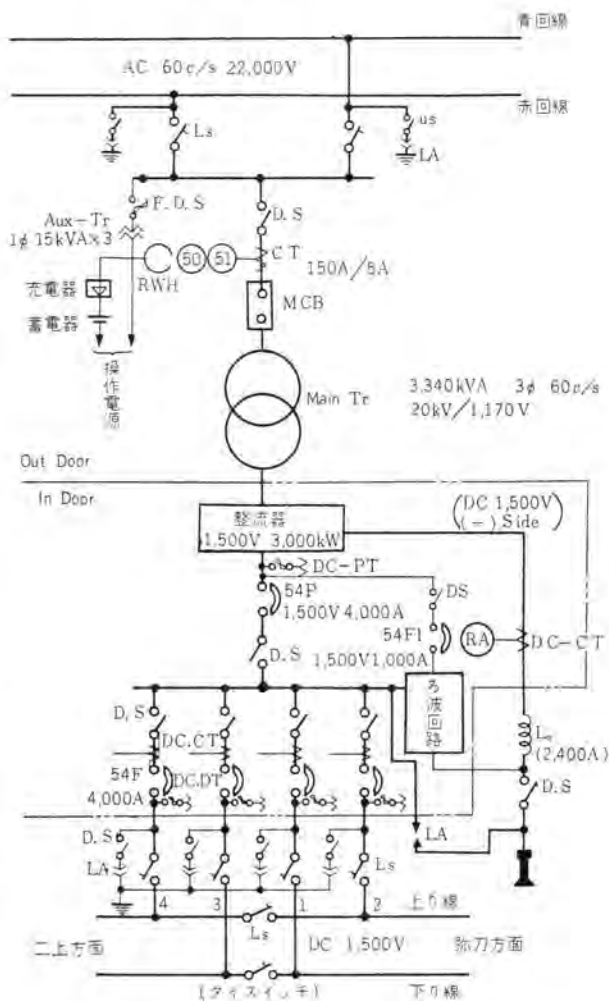 青回線
AC 60c/s 22,000V
赤回線
Ls
us
LA
F.D.S
D.S
Aux-Tr
1φ 15kVA×3
CT
150A/5A
50
51
RWH
充電器
MCB
蓄電器
操作電源
Main Tr
3,340kVA 3φ 60c/s
20kV/1,170V
Out Door
In Door
整流器
1,500V 3,000kW
(DC 1,500V
(-) Side)
DC-PT
54P
1,500V 4,000A
DS
54F1
1,500V1,000A
RA
DC-CT
D.S
ろ波回路
D.S
DC.CT
(2,400A)
54F
DC.DT
4,000A
D.S
D.S
LA
LA
Ls
4
3
1
2
上り線
Ls
二上方面
DC 1,500V
弥刀方面
(タイスイッチ)
下り線